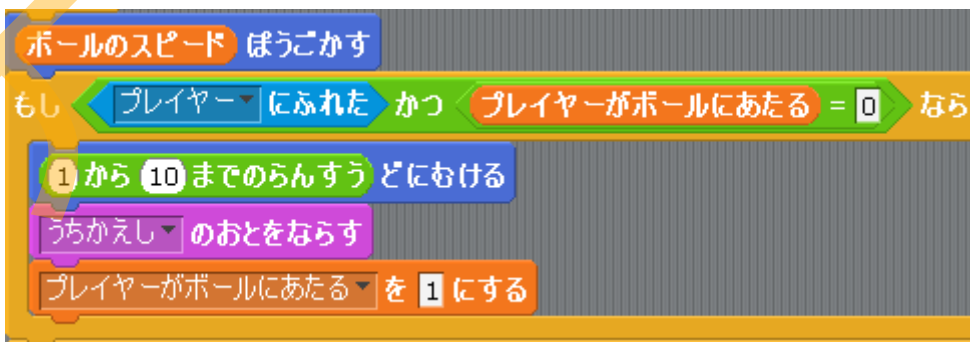 ボールのスピード ぽうごかす
もし プレイヤー にふれた かつ プレイヤーがボールにあたる = 0 なら
1 から 10 までのらんすう どにむける
うちかえし のおとをならす
プレイヤーがボールにあたる を 1 にする